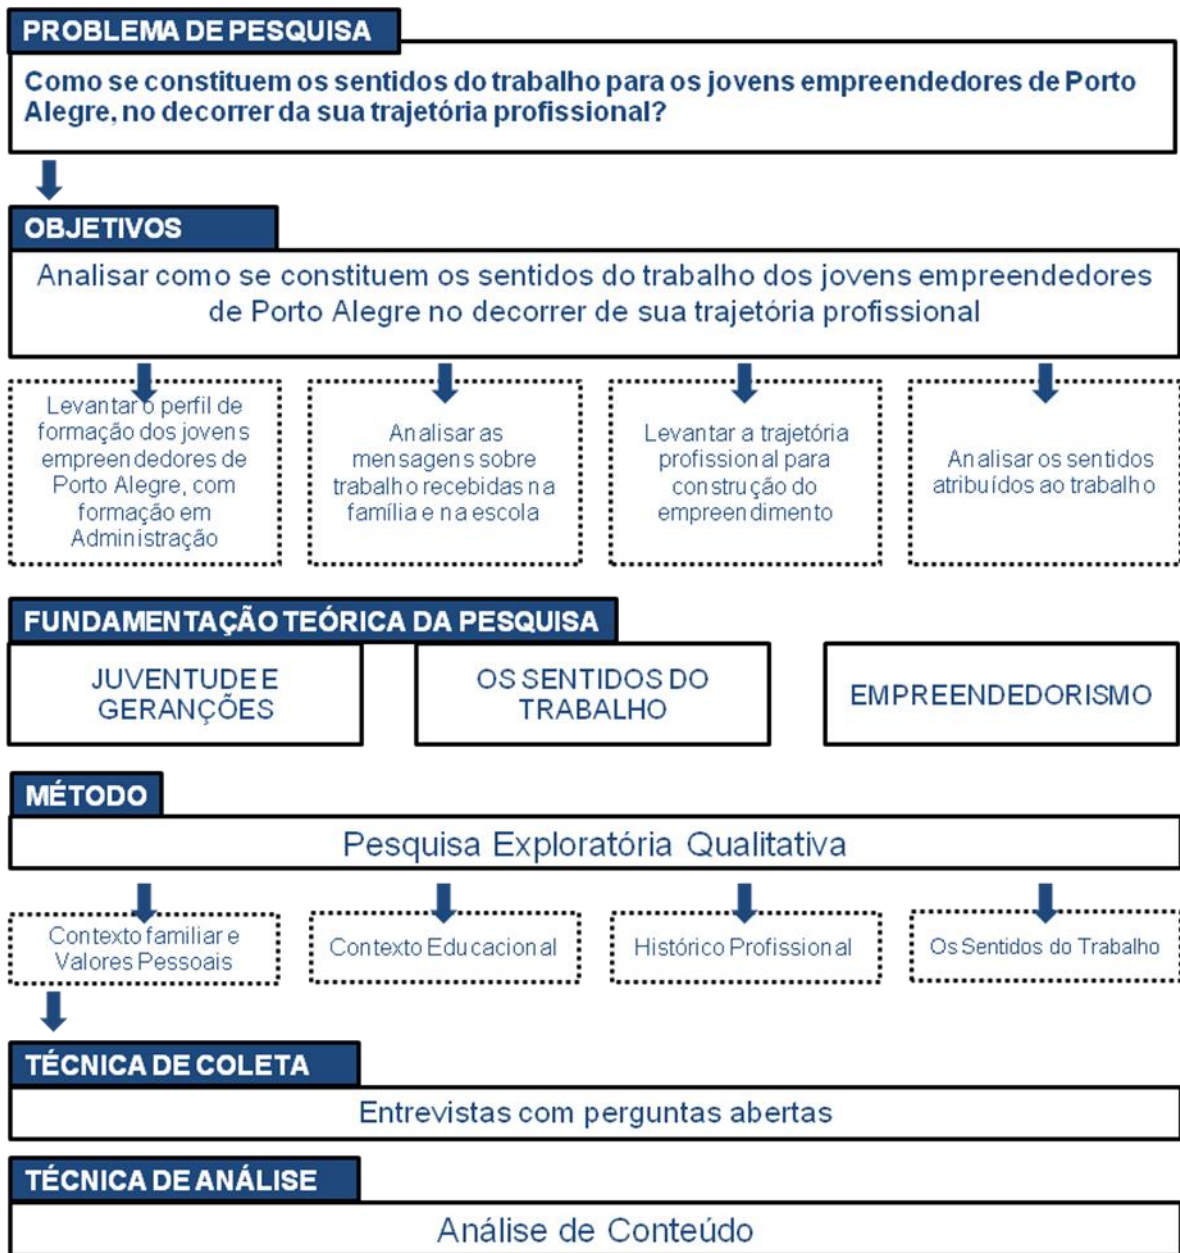 PROBLEMA DE PESQUISA
Como se constituem os sentidos do trabalho para os jovens empreendedores de Porto
Alegre, no decorrer da sua trajetória profissional?
OBJETIVOS
Analisar como se constituem os sentidos do trabalho dos jovens empreendedores
de Porto Alegre no decorrer de sua trajetória profissional
Levantar o perfil de
formação dos jovens
empreendedores de
Porto Alegre, com
formação em
Administração
Analisar as
mensagens sobre
trabalho recebidas na
família e na escola
Levantar a trajetória
profissional para
construção do
empreendimento
Analisar os sentidos
atribuídos ao trabalho
FUNDAMENTAÇÃO TEÓRICA DA PESQUISA
JUVENTUDE E
GERANÇÕES
OS SENTIDOS DO
TRABALHO
EMPREENDEDORISMO
MÉTODO
Pesquisa Exploratória Qualitativa
Contexto familiar e
Valores Pessoais
Contexto Educacional
Histórico Profissional
Os Sentidos do Trabalho
TÉCNICA DE COLETA
Entrevistas com perguntas abertas
TÉCNICA DE ANÁLISE
Análise de Conteúdo